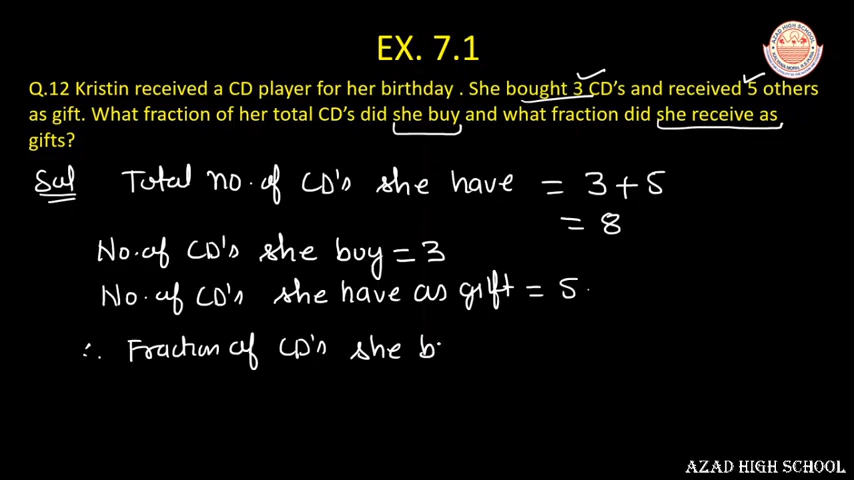 EX. 7.1
Q.12 Kristin received a CD player for her birthday . She bought 3 CD's and received 5 others
as gift. What fraction of her total CD's did she buy and what fraction did she receive as
gifts?
Sol Total no. of CD's she have = 3 + 5
= 8
No. of CD's she buy = 3
No. of CD's she have as gift = 5
∴ Fraction of CD's she b
AZAD HIGH SCHOOL
AZAD HIGH SCHOOL